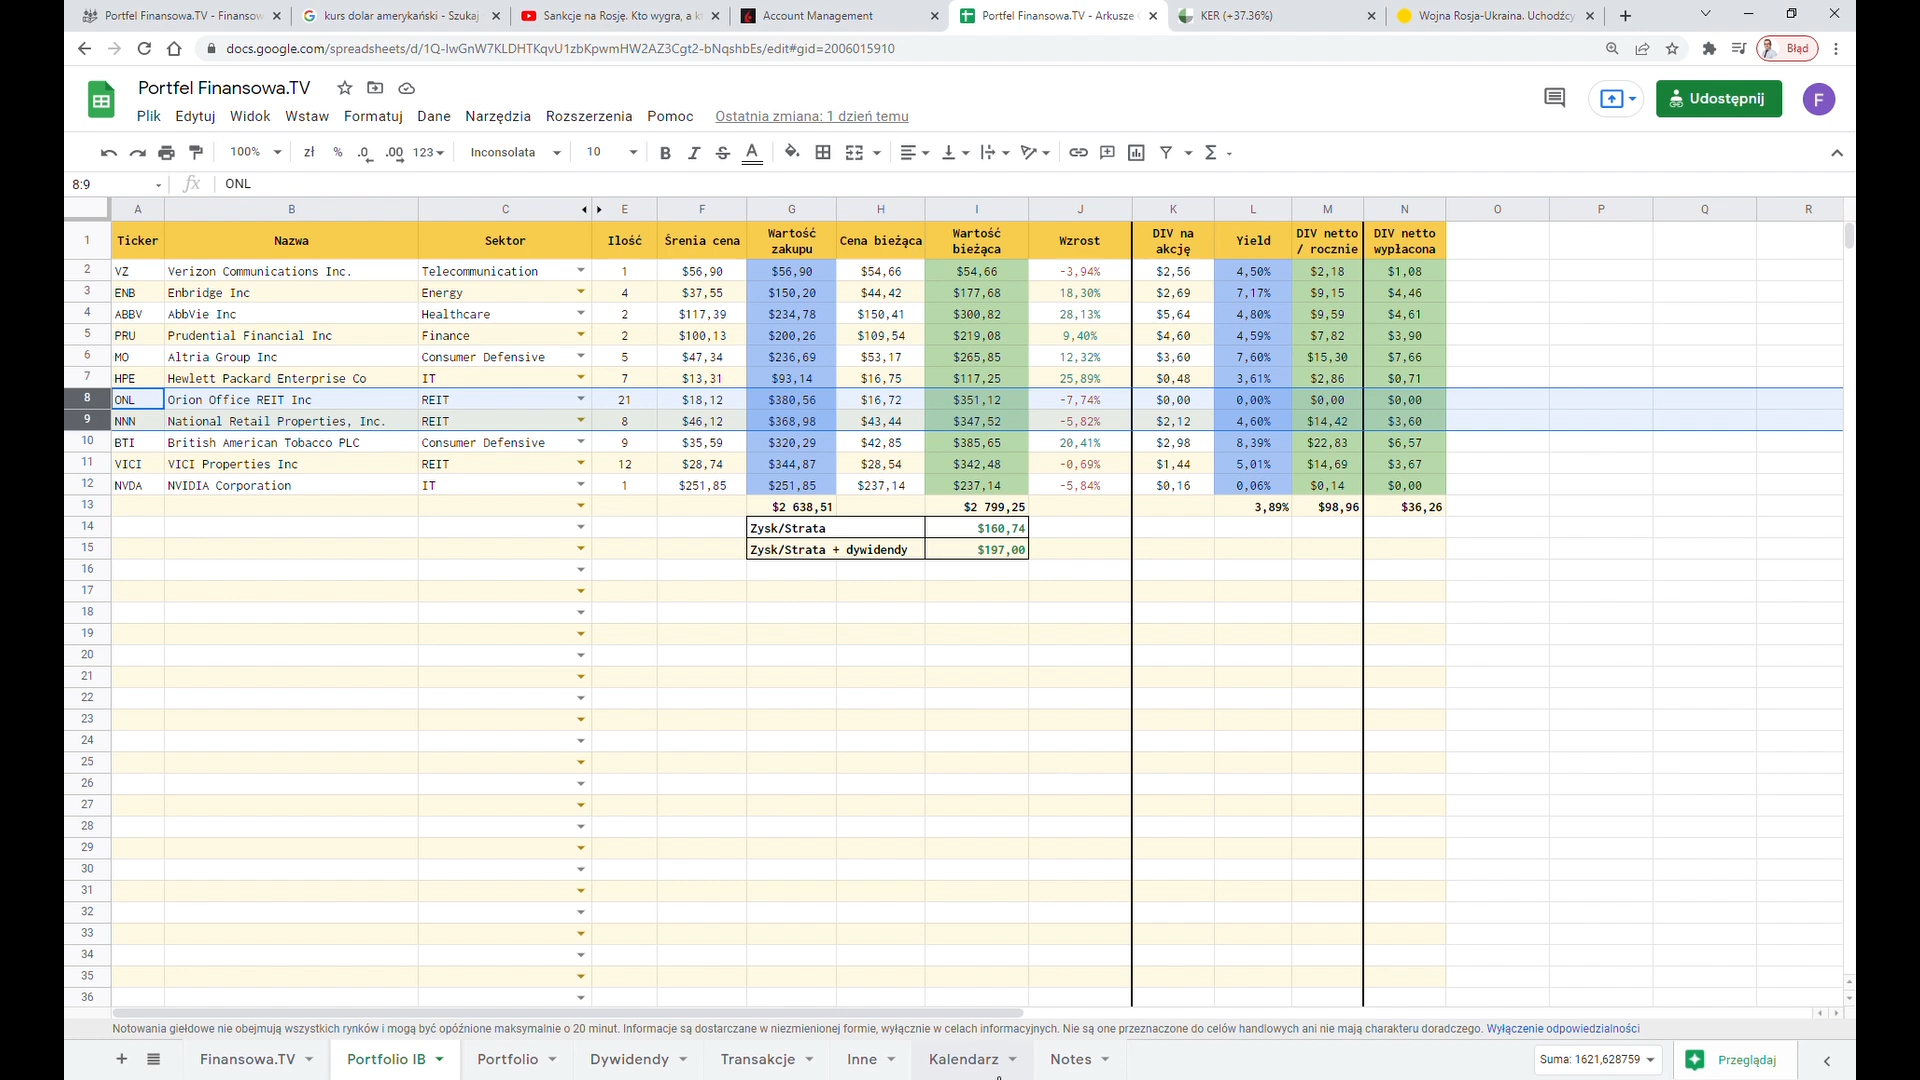 Portfel Finansowa.TV - Finansow
kurs dolar amerykański - Szukaj
Sankcje na Rosję. Kto wygra, a kt
Account Management
Portfel Finansowa.TV - Arkusze
KER (+37.36%)
Wojna Rosja-Ukraina. Uchodźcy
docs.google.com/spreadsheets/d/1Q-IwGnW7KLDHTKqvU1zbKpwmHW2AZ3Cgt2-bNqshbEs/edit#gid=2006015910
Błąd
Portfel Finansowa.TV
Plik Edytuj Widok Wstaw Formatuj Dane Narzędzia Rozszerzenia Pomoc Ostatnia zmiana: 1 dzień temu
Udostępnij
F
100% zł % .0 .00 123 Inconsolata 10 B I S A Σ
8:9 fx ONL
A B C E F G H I J K L M N O P Q R
1 Ticker Nazwa Sektor Ilość Śrenia cena Wartość zakupu Cena bieżąca Wartość bieżąca Wzrost DIV na akcję Yield DIV netto / rocznie DIV netto wypłacona
2 VZ Verizon Communications Inc. Telecommunication 1 $56,90 $56,90 $54,66 $54,66 -3,94% $2,56 4,50% $2,18 $1,08
3 ENB Enbridge Inc Energy 4 $37,55 $150,20 $44,42 $177,68 18,30% $2,69 7,17% $9,15 $4,46
4 ABBV AbbVie Inc Healthcare 2 $117,39 $234,78 $150,41 $300,82 28,13% $5,64 4,80% $9,59 $4,61
5 PRU Prudential Financial Inc Finance 2 $100,13 $200,26 $109,54 $219,08 9,40% $4,60 4,59% $7,82 $3,90
6 MO Altria Group Inc Consumer Defensive 5 $47,34 $236,69 $53,17 $265,85 12,32% $3,60 7,60% $15,30 $7,66
7 HPE Hewlett Packard Enterprise Co IT 7 $13,31 $93,14 $16,75 $117,25 25,89% $0,48 3,61% $2,86 $0,71
8 ONL Orion Office REIT Inc REIT 21 $18,12 $380,56 $16,72 $351,12 -7,74% $0,00 0,00% $0,00 $0,00
9 NNN National Retail Properties, Inc. REIT 8 $46,12 $368,98 $43,44 $347,52 -5,82% $2,12 4,60% $14,42 $3,60
10 BTI British American Tobacco PLC Consumer Defensive 9 $35,59 $320,29 $42,85 $385,65 20,41% $2,98 8,39% $22,83 $6,57
11 VICI VICI Properties Inc REIT 12 $28,74 $344,87 $28,54 $342,48 -0,69% $1,44 5,01% $14,69 $3,67
12 NVDA NVIDIA Corporation IT 1 $251,85 $251,85 $237,14 $237,14 -5,84% $0,16 0,06% $0,14 $0,00
13 $2 638,51 $2 799,25 3,89% $98,96 $36,26
14 Zysk/Strata $160,74
15 Zysk/Strata + dywidendy $197,00
16
17
18
19
20
21
22
23
24
25
26
27
28
29
30
31
32
33
34
35
36
Notowania giełdowe nie obejmują wszystkich rynków i mogą być opóźnione maksymalnie o 20 minut. Informacje są dostarczane w niezmienionej formie, wyłącznie w celach informacyjnych. Nie są one przeznaczone do celów handlowych ani nie mają charakteru doradczego. Wyłączenie odpowiedzialności
Finansowa.TV Portfolio IB Portfolio Dywidendy Transakcje Inne Kalendarz Notes Suma: 1621,628759 Przeglądaj